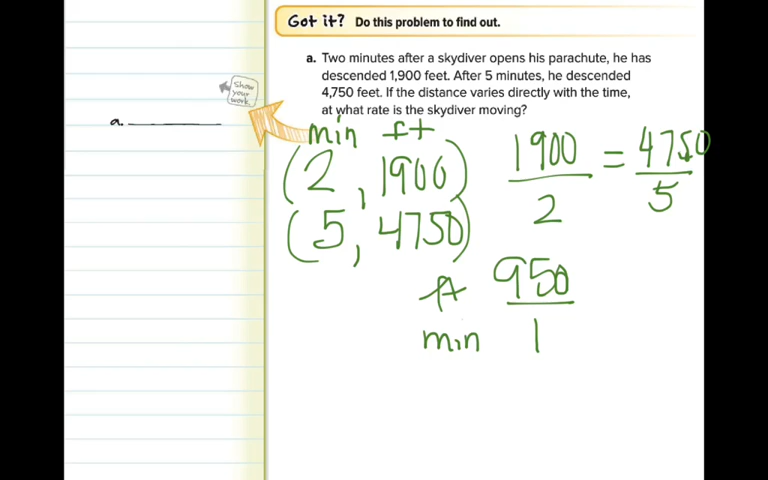 Got it? Do this problem to find out.
a. Two minutes after a skydiver opens his parachute, he has
descended 1,900 feet. After 5 minutes, he descended
4,750 feet. If the distance varies directly with the time,
at what rate is the skydiver moving?
Show
your
work.
a.
min ft
(2, 1900)
(5, 4750)
1900/2 = 4750/5
ft 950
min 1